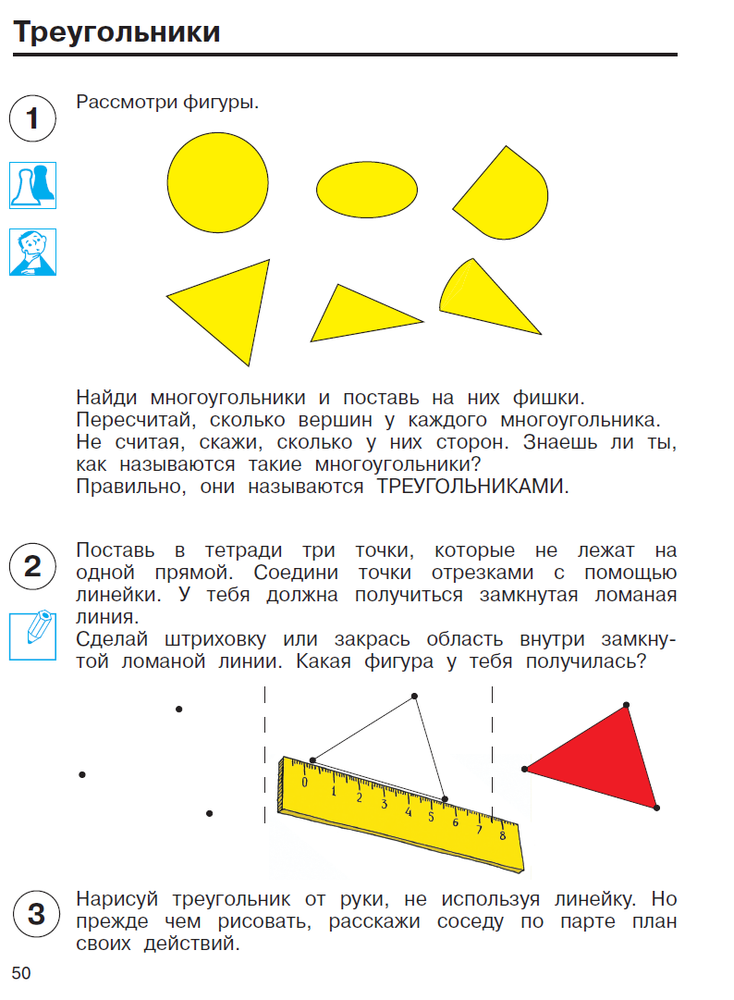 Треугольники
1
Рассмотри фигуры.
Найди многоугольники и поставь на них фишки.
Пересчитай, сколько вершин у каждого многоугольника.
Не считая, скажи, сколько у них сторон. Знаешь ли ты,
как называются такие многоугольники?
Правильно, они называются ТРЕУГОЛЬНИКАМИ.
2
Поставь в тетради три точки, которые не лежат на
одной прямой. Соедини точки отрезками с помощью
линейки. У тебя должна получиться замкнутая ломаная
линия.
Сделай штриховку или закрась область внутри замкну-
той ломаной линии. Какая фигура у тебя получилась?
0 1 2 3 4 5 6 7 8
3
Нарисуй треугольник от руки, не используя линейку. Но
прежде чем рисовать, расскажи соседу по парте план
своих действий.
50